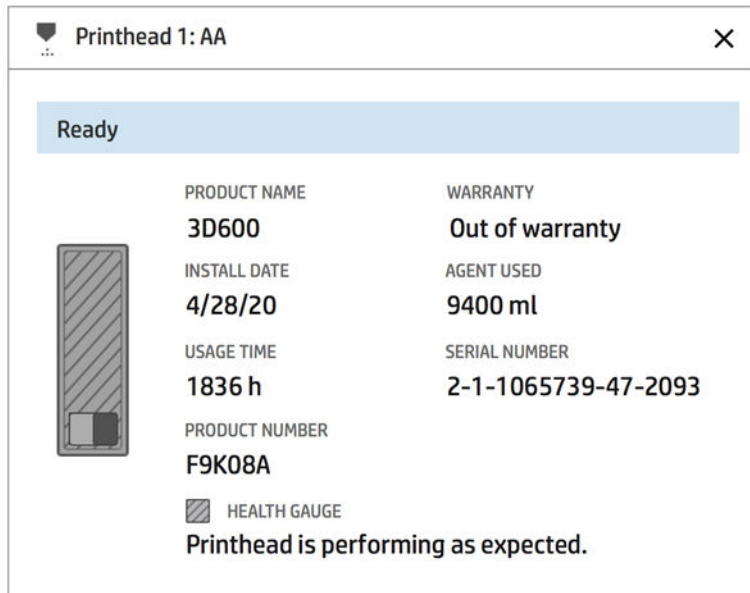 Printhead 1: AA
Ready
PRODUCT NAME
3D600
WARRANTY
Out of warranty
INSTALL DATE
4/28/20
AGENT USED
9400 ml
USAGE TIME
1836 h
SERIAL NUMBER
2-1-1065739-47-2093
PRODUCT NUMBER
F9K08A
HEALTH GAUGE
Printhead is performing as expected.